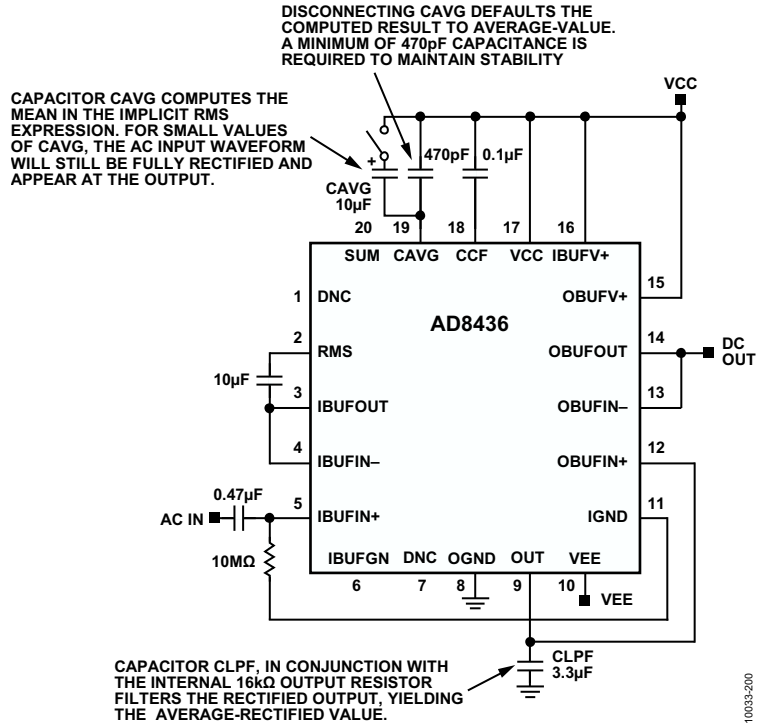 DISCONNECTING CAVG DEFAULTS THE
COMPUTED RESULT TO AVERAGE-VALUE.
A MINIMUM OF 470pF CAPACITANCE IS
REQUIRED TO MAINTAIN STABILITY
CAPACITOR CAVG COMPUTES THE
MEAN IN THE IMPLICIT RMS
EXPRESSION. FOR SMALL VALUES
OF CAVG, THE AC INPUT WAVEFORM
WILL STILL BE FULLY RECTIFIED AND
APPEAR AT THE OUTPUT.
VCC
+
470pF
0.1µF
CAVG
10µF
20 19 18 17 16
SUM CAVG CCF VCC IBUFV+
1 DNC
OBUFV+ 15
AD8436
2 RMS
OBUFOUT 14
DC
OUT
10µF
3 IBUFOUT
OBUFIN– 13
4 IBUFIN–
OBUFIN+ 12
0.47µF
AC IN
5 IBUFIN+
IGND 11
10MΩ
IBUFGN DNC OGND OUT VEE
6 7 8 9 10
VEE
CAPACITOR CLPF, IN CONJUNCTION WITH
THE INTERNAL 16kΩ OUTPUT RESISTOR
FILTERS THE RECTIFIED OUTPUT, YIELDING
THE AVERAGE-RECTIFIED VALUE.
CLPF
3.3µF
10033-200